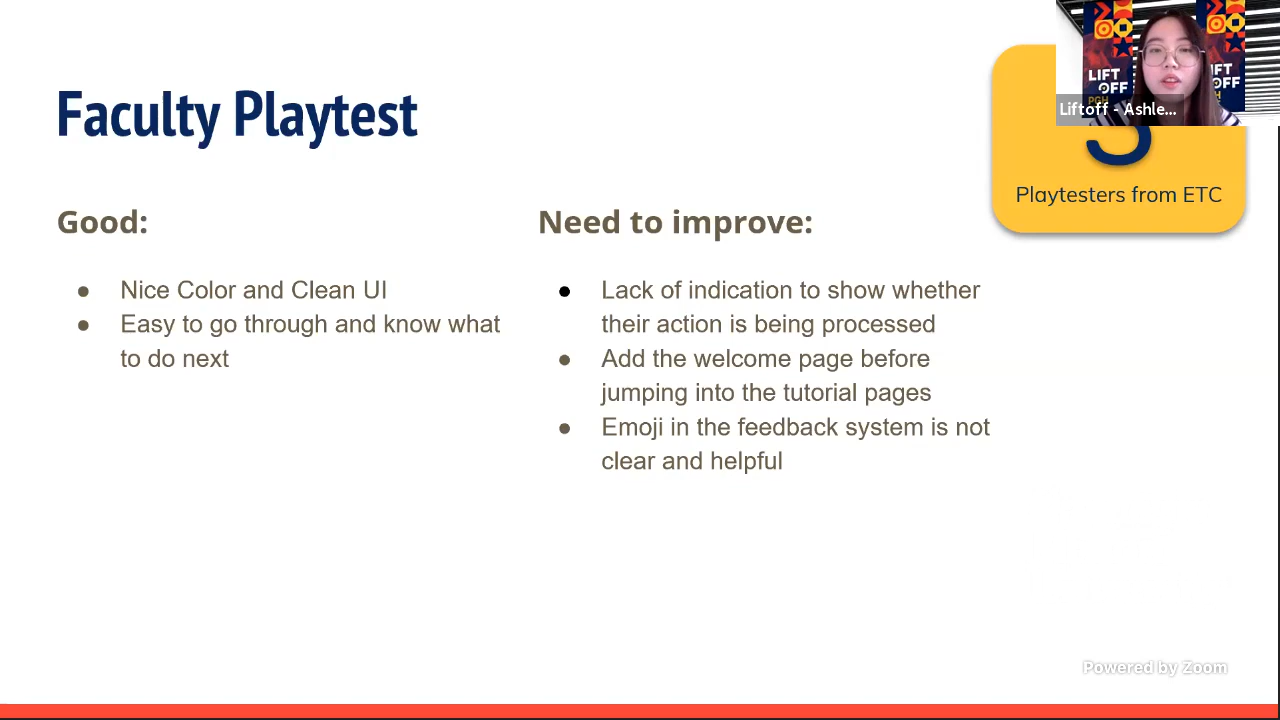 Faculty Playtest
LIFT
OFF
PGH
IFT
OFF
H
Liftoff - Ashle...
Playtesters from ETC
Good:
● Nice Color and Clean UI
● Easy to go through and know what
to do next
Need to improve:
● Lack of indication to show whether
their action is being processed
● Add the welcome page before
jumping into the tutorial pages
● Emoji in the feedback system is not
clear and helpful
Powered by Zoom